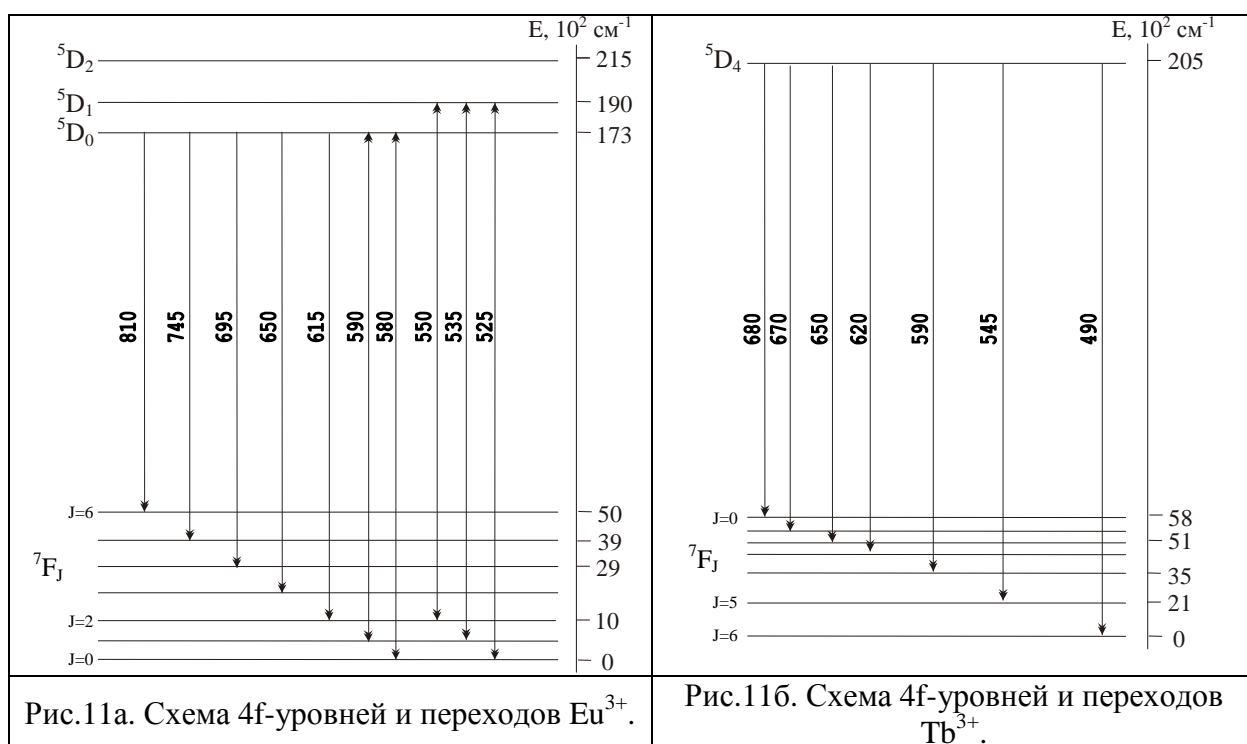 E, 10² см⁻¹
⁵D₂
215
⁵D₁
190
⁵D₀
173
810
745
695
650
615
590
580
550
535
525
J=6
50
39
⁷F_J
29
J=2
10
J=0
0
Рис.11а. Схема 4f-уровней и переходов Eu³⁺.
E, 10² см⁻¹
⁵D₄
205
680
670
650
620
590
545
490
J=0
58
51
⁷F_J
35
J=5
21
J=6
0
Рис.11б. Схема 4f-уровней и переходов
Tb³⁺.